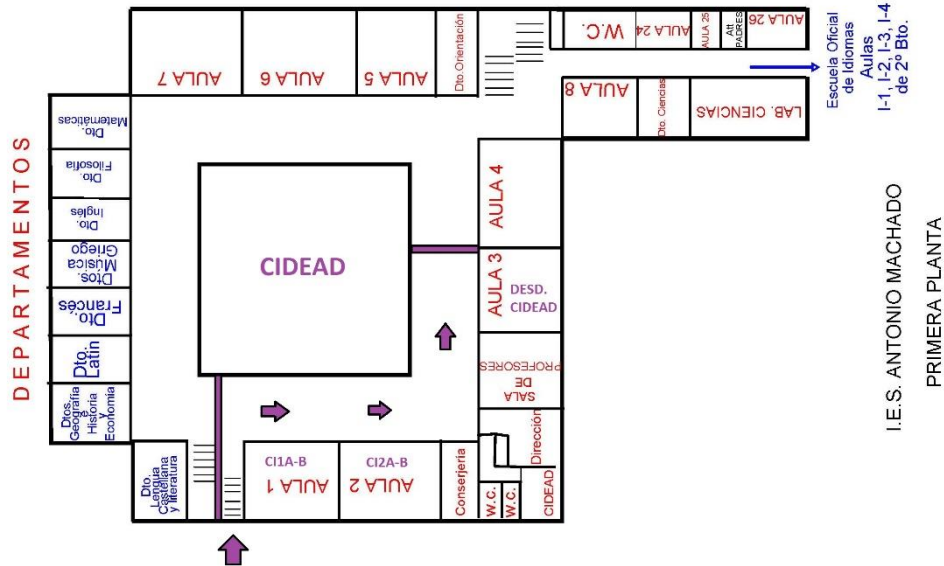 DEPARTAMENTOS
AULA 7
AULA 6
AULA 5
Dto.Orientación
W.C.
AULA 24
AULA 25
Att
PADRES
AULA 26
AULA 8
Dto. Ciencias
LAB. CIENCIAS
Escuela Oficial
de Idiomas
Aulas
I-1, I-2, I-3, I-4
de 2º Bto.
Dto.
Matemáticas
Dto.
Filosofía
Dto.
Inglés
Dtos.
Música
Griego
Dto.
Francés
Dto.
Latín
Dtos.
Geografía
e
Historia
y
Economía
Dto.
Lengua
Castellana
y literatura
CIDEAD
AULA 4
AULA 3
DESD.
CIDEAD
SALA
DE
PROFESORES
Dirección
CI1A-B
AULA 1
CI2A-B
AULA 2
Conserjería
W.C.
W.C.
CIDEAD
I.E.S. ANTONIO MACHADO
PRIMERA PLANTA